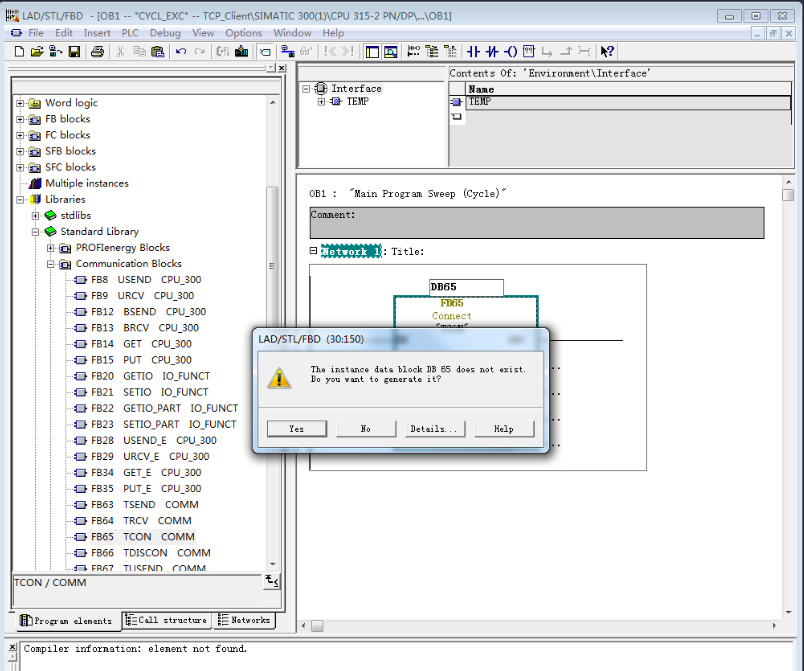 LAD/STL/FBD - [OB1 -- "CYCL_EXC" -- TCP_Client\SIMATIC 300(1)\CPU 315-2 PN/DP\...\OB1]
File Edit Insert PLC Debug View Options Window Help
Word logic
FB blocks
FC blocks
SFB blocks
SFC blocks
Multiple instances
Libraries
stdlibs
Standard Library
PROFIenergy Blocks
Communication Blocks
FB8 USEND CPU_300
FB9 URCV CPU_300
FB12 BSEND CPU_300
FB13 BRCV CPU_300
FB14 GET CPU_300
FB15 PUT CPU_300
FB20 GETIO IO_FUNCT
FB21 SETIO IO_FUNCT
FB22 GETIO_PART IO_FUNCT
FB23 SETIO_PART IO_FUNCT
FB28 USEND_E CPU_300
FB29 URCV_E CPU_300
FB34 GET_E CPU_300
FB35 PUT_E CPU_300
FB63 TSEND COMM
FB64 TRCV COMM
FB65 TCON COMM
FB66 TDISCON COMM
FB67 TUSEND COMM
TCON / COMM
Program elements
Call structure
Networks
Interface
TEMP
Contents Of: 'Environment\Interface'
Name
TEMP
OB1 : "Main Program Sweep (Cycle)"
Comment:
Network 1: Title:
DB65
FB65
Connect
"TCON"
LAD/STL/FBD (30:150)
The instance data block DB 65 does not exist.
Do you want to generate it?
Yes
No
Details...
Help
Compiler information: element not found.